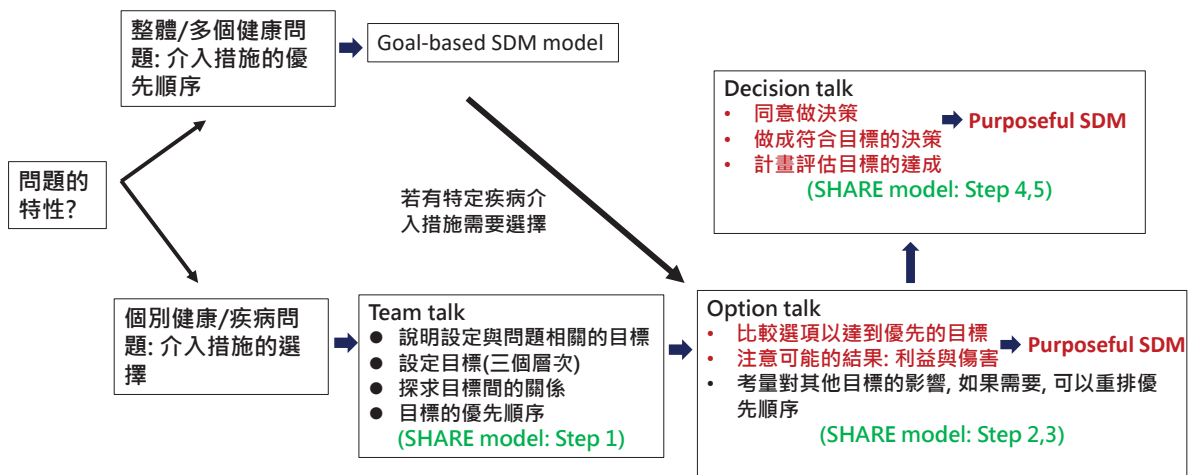 整體/多個健康問
題: 介入措施的優
先順序
Goal-based SDM model
問題的
特性?
若有特定疾病介
入措施需要選擇
個別健康/疾病問
題: 介入措施的選
擇
Team talk
● 說明設定與問題相關的目標
● 設定目標(三個層次)
● 探求目標間的關係
● 目標的優先順序
(SHARE model: Step 1)
Option talk
• 比較選項以達到優先的目標
• 注意可能的結果: 利益與傷害
• 考量對其他目標的影響, 如果需要, 可以重排優
先順序
(SHARE model: Step 2,3)
Purposeful SDM
Decision talk
• 同意做決策
• 做成符合目標的決策
• 計畫評估目標的達成
(SHARE model: Step 4,5)
Purposeful SDM